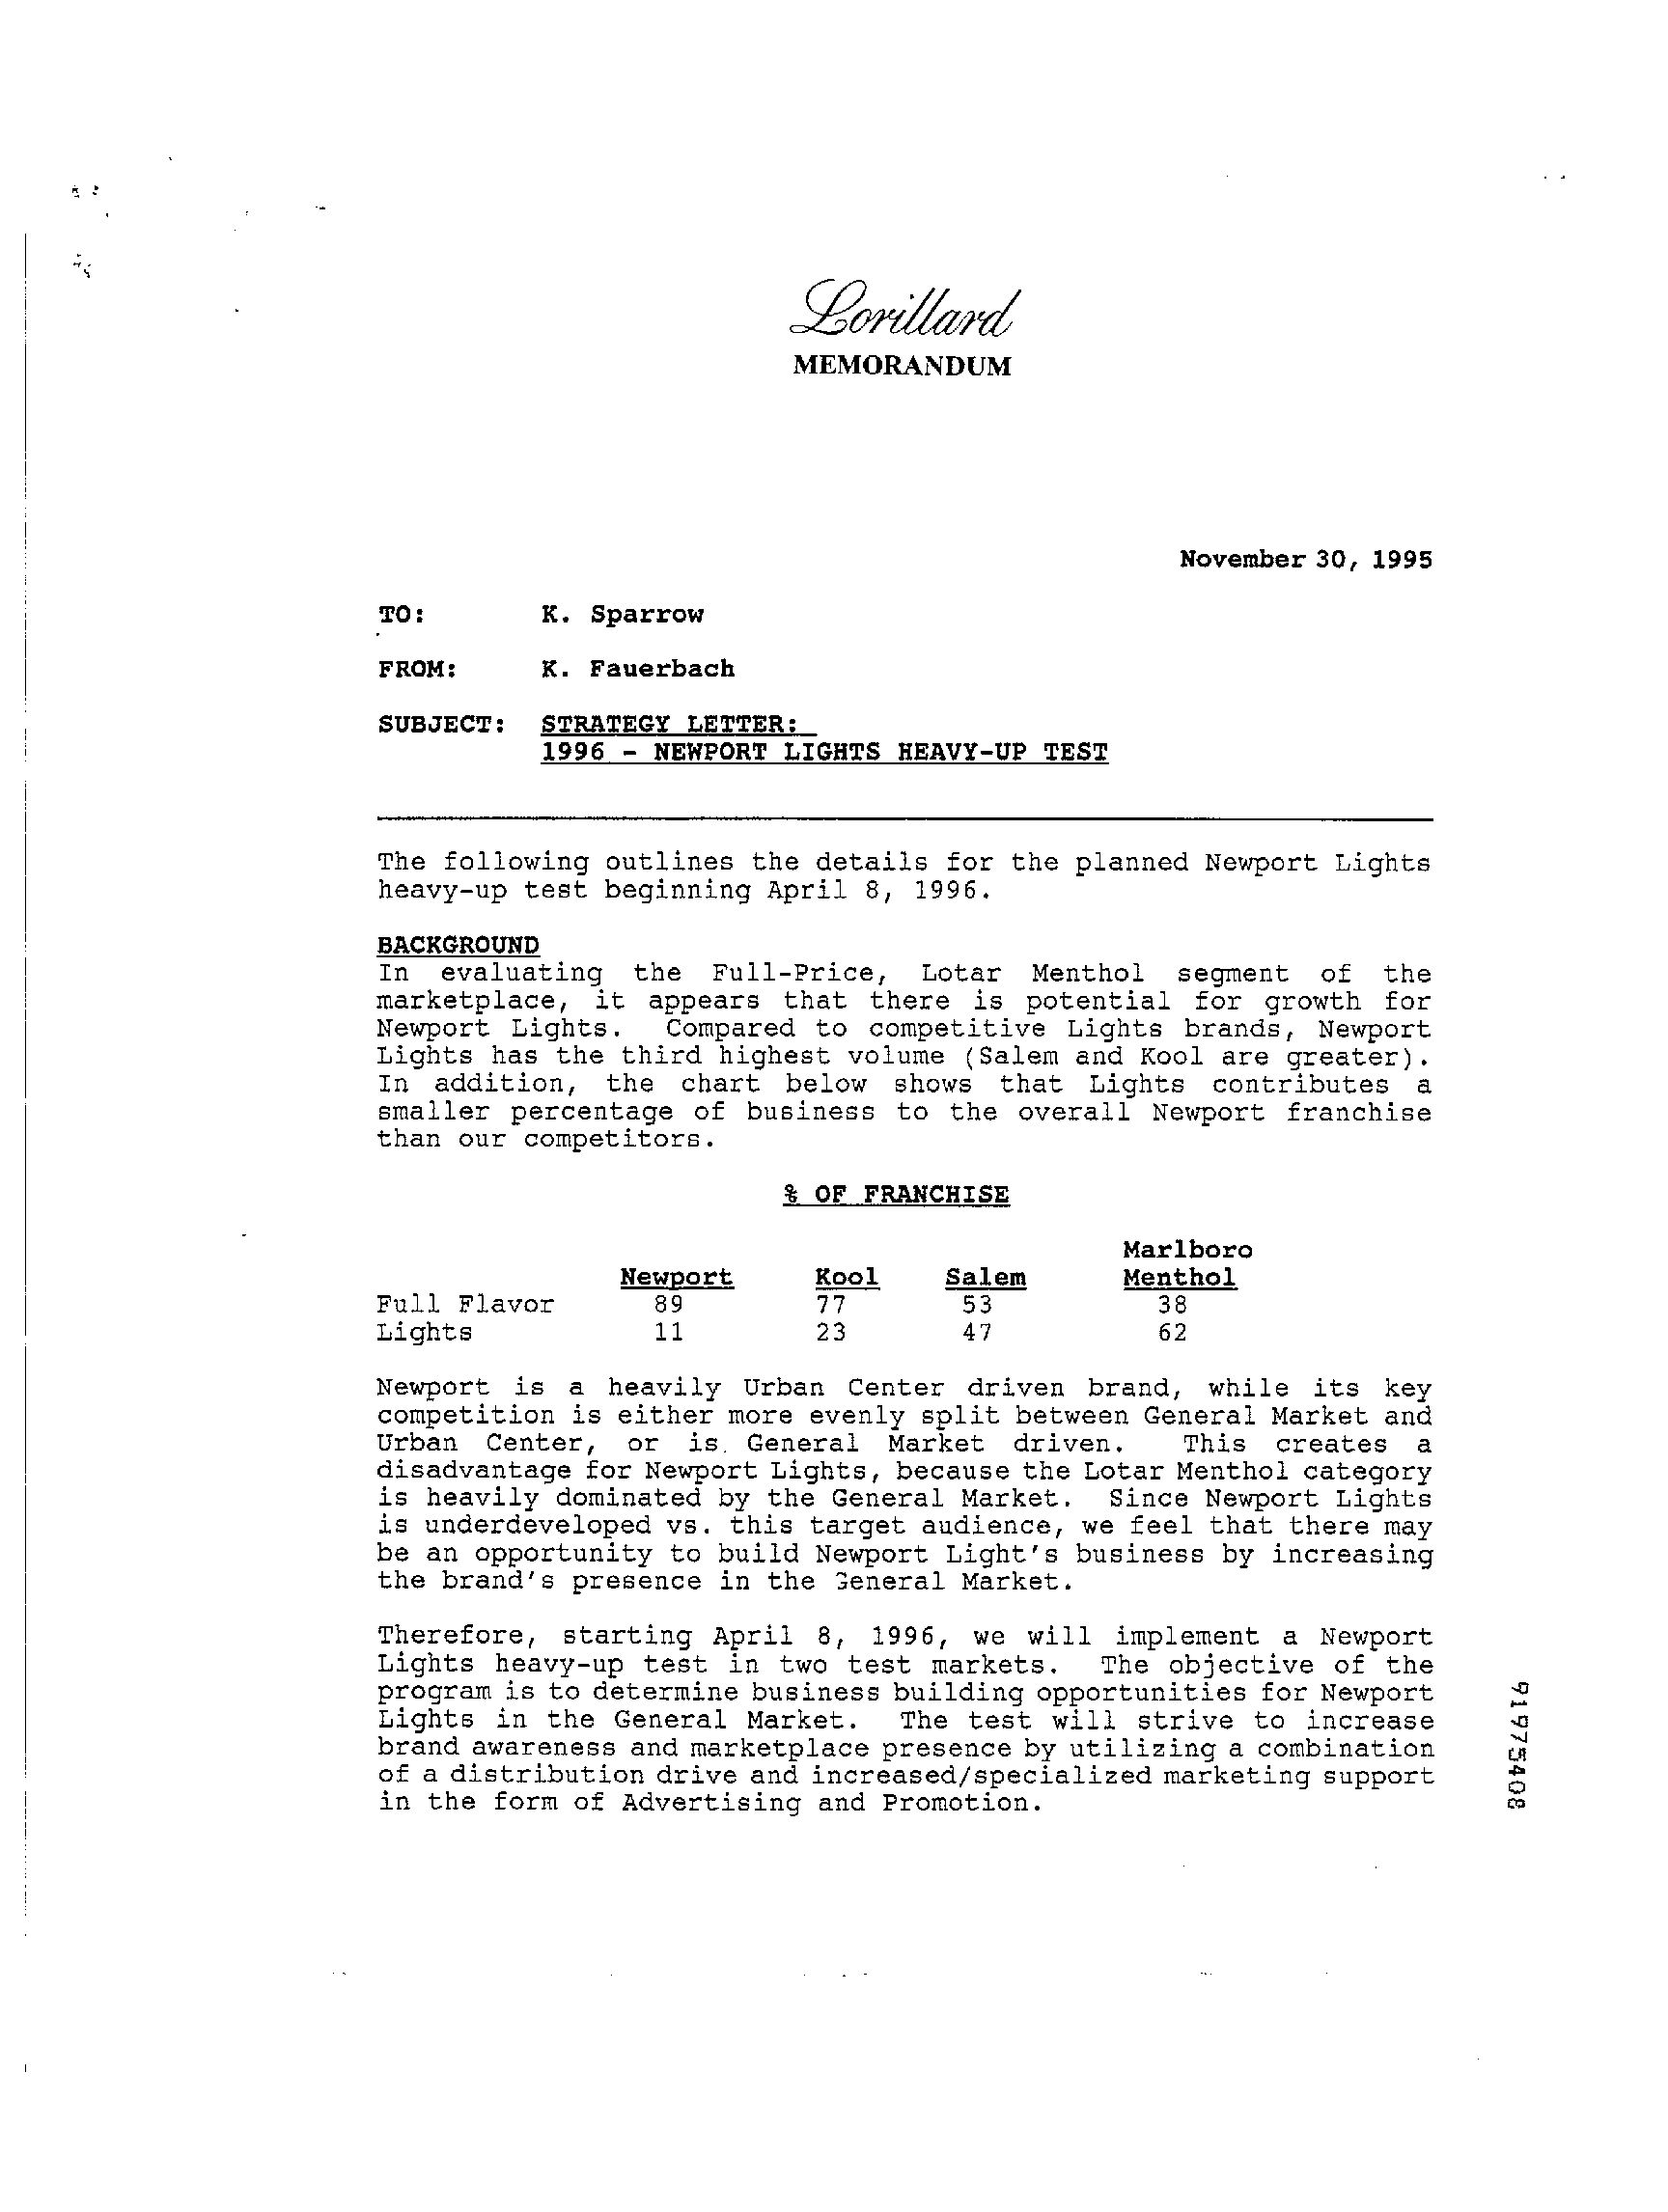 Lorillard
MEMORANDUM
November 30, 1995
TO: K. Sparrow
FROM: K. Fauerbach
SUBJECT: STRATEGY LETTER:
1996 - NEWPORT LIGHTS HEAVY-UP TEST
The following outlines the details for the planned Newport Lights
heavy-up test beginning April 8, 1996.
BACKGROUND
In evaluating the Full-Price, Lotar Menthol segment of the
marketplace, it appears that there is potential for growth for
Newport Lights. Compared to competitive Lights brands, Newport
Lights has the third highest volume (Salem and Kool are greater).
In addition, the chart below shows that Lights contributes a
smaller percentage of business to the overall Newport franchise
than our competitors.
% OF FRANCHISE
Marlboro
Newport Kool Salem Menthol
Full Flavor 89 77 53 38
Lights 11 23 47 62
Newport is a heavily Urban Center driven brand, while its key
competition is either more evenly split between General Market and
Urban Center, or is General Market driven. This creates a
disadvantage for Newport Lights, because the Lotar Menthol category
is heavily dominated by the General Market. Since Newport Lights
is underdeveloped vs. this target audience, we feel that there may
be an opportunity to build Newport Light's business by increasing
the brand's presence in the General Market.
Therefore, starting April 8, 1996, we will implement a Newport
Lights heavy-up test in two test markets. The objective of the
program is to determine business building opportunities for Newport
Lights in the General Market. The test will strive to increase
brand awareness and marketplace presence by utilizing a combination
of a distribution drive and increased/specialized marketing support
in the form of Advertising and Promotion.
91975408